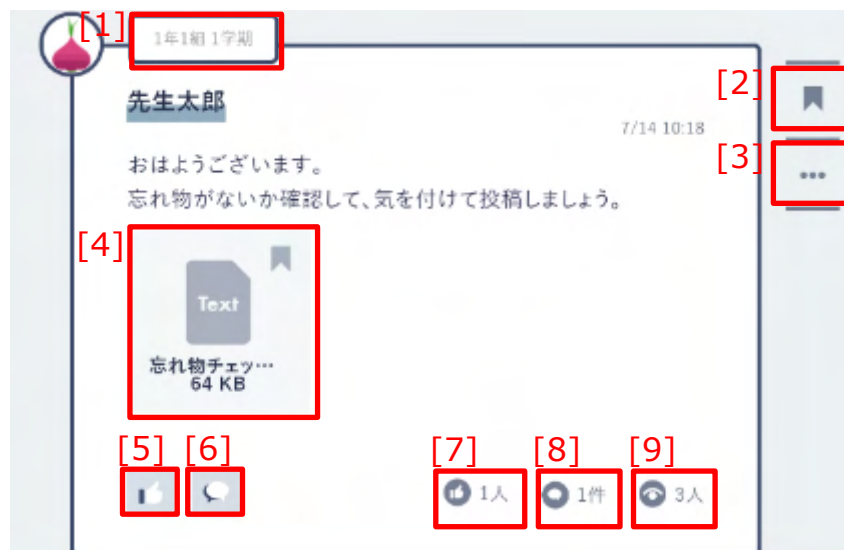 [1]
1年1組 1学期
[2]
先生太郎
7/14 10:18
[3]
おはようございます。
忘れ物がないか確認して、気を付けて投稿しましょう。
[4]
Text
忘れ物チェッ…
64 KB
[5] [6] [7] [8] [9]
1人 1件 3人